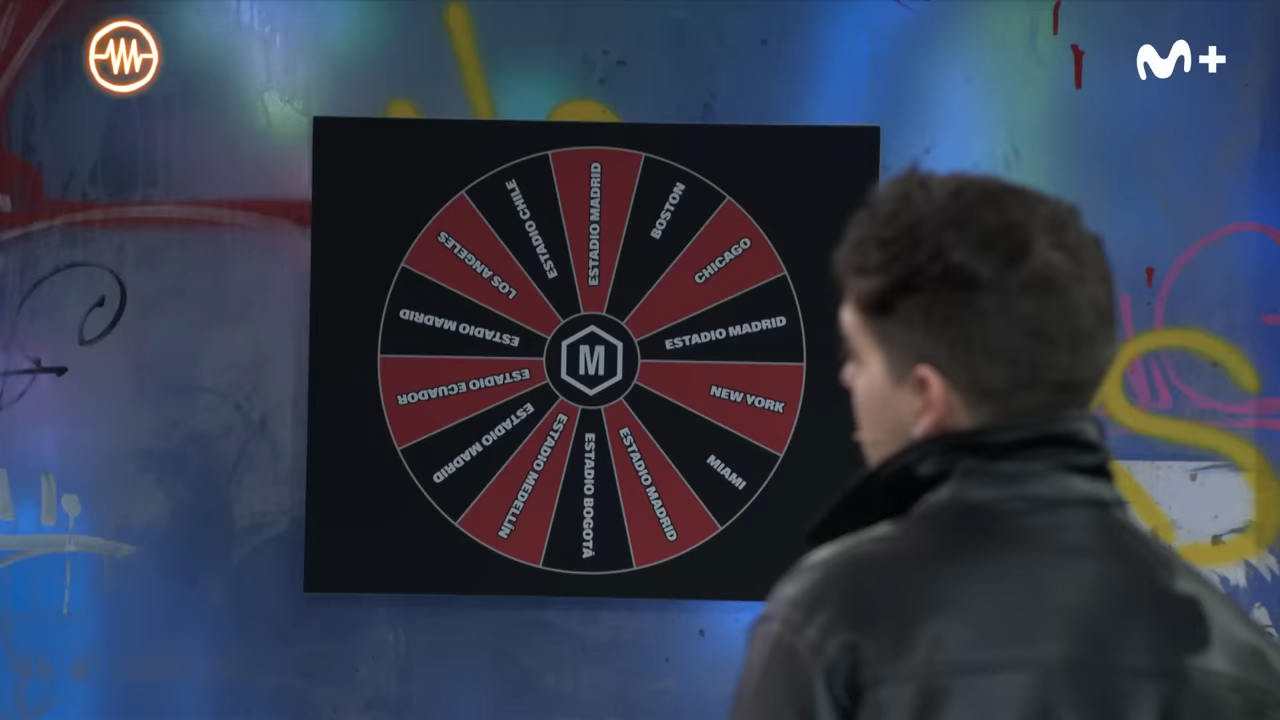 M+
ESTADIO MADRID
BOSTON
CHICAGO
ESTADIO MADRID
NEW YORK
MIAMI
ESTADIO MADRID
ESTADIO BOGOTÁ
ESTADIO MEDELLÍN
ESTADIO MADRID
ESTADIO ECUADOR
ESTADIO MADRID
LOS ANGELES
ESTADIO CHILE
M
S